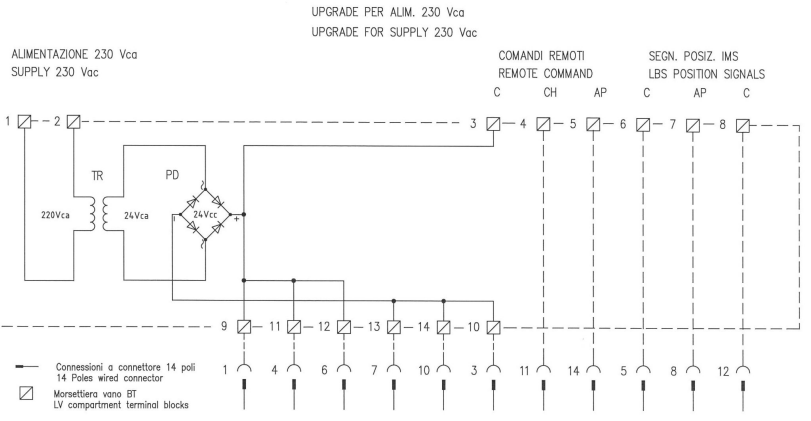 UPGRADE PER ALIM. 230 Vca
UPGRADE FOR SUPPLY 230 Vac
ALIMENTAZIONE 230 Vca
SUPPLY 230 Vac
COMANDI REMOTI
REMOTE COMMAND
SEGN. POSIZ. IMS
LBS POSITION SIGNALS
C CH AP C AP C
1 2 3 4 5 6 7 8
TR PD
220Vca 24Vca 24Vcc
- +
9 11 12 13 14 10
1 4 6 7 10 3 11 14 5 8 12
Connessioni a connettore 14 poli
14 Poles wired connector
Morsettiera vano BT
LV compartment terminal blocks